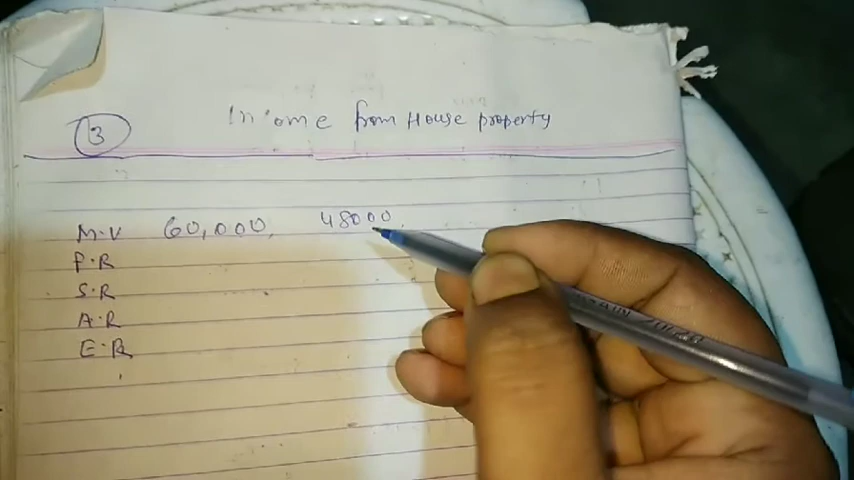 3 Income from House property
M.V 60,000, 48000
P.R
S.R
A.R
E.R